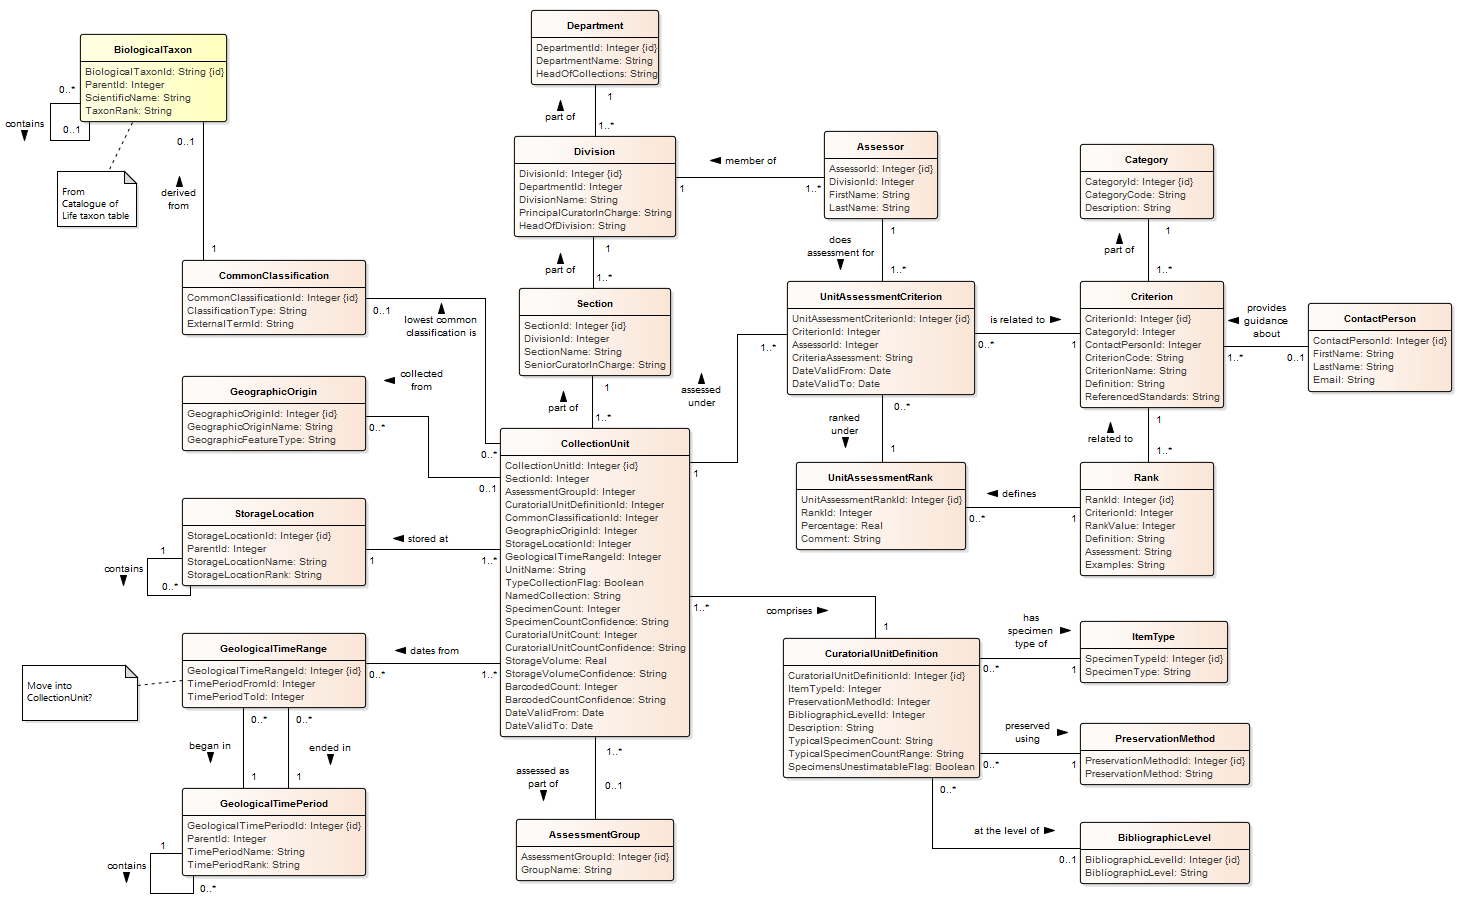 Department
DepartmentId: Integer {id}
DepartmentName: String
HeadOfCollections: String
1
part of
1..*
BiologicalTaxon
BiologicalTaxonId: String {id}
ParentId: Integer
ScientificName: String
TaxonRank: String
0..*
contains
0..1
0..1
From
Catalogue of
Life taxon table
derived
from
1
Division
DivisionId: Integer {id}
DepartmentId: Integer
DivisionName: String
PrincipalCuratorInCharge: String
HeadOfDivision: String
member of
1
1..*
1
part of
1..*
Assessor
AssessorId: Integer {id}
DivisionId: Integer
FirstName: String
LastName: String
1
does
assessment for
1..*
Category
CategoryId: Integer {id}
CategoryCode: String
Description: String
1
part of
1..*
CommonClassification
CommonClassificationId: Integer {id}
ClassificationType: String
ExternalTermId: String
0..1
lowest common
classification is
0..*
Section
SectionId: Integer {id}
DivisionId: Integer
SectionName: String
SeniorCuratorInCharge: String
1
part of
1..*
UnitAssessmentCriterion
UnitAssessmentCriterionId: Integer {id}
CriterionId: Integer
AssessorId: Integer
CriteriaAssessment: String
DateValidFrom: Date
DateValidTo: Date
1..*
assessed
under
1
is related to
0..*
1
Criterion
CriterionId: Integer {id}
CategoryId: Integer
ContactPersonId: Integer
CriterionCode: String
CriterionName: String
Definition: String
ReferencedStandards: String
provides
guidance
about
1..*
0..1
ContactPerson
ContactPersonId: Integer {id}
FirstName: String
LastName: String
Email: String
GeographicOrigin
GeographicOriginId: Integer {id}
GeographicOriginName: String
GeographicFeatureType: String
collected
from
0..*
0..1
0..*
ranked
under
1
1
related to
1..*
CollectionUnit
CollectionUnitId: Integer {id}
SectionId: Integer
AssessmentGroupId: Integer
CuratorialUnitDefinitionId: Integer
CommonClassificationId: Integer
GeographicOriginId: Integer
StorageLocationId: Integer
GeologicalTimeRangeId: Integer
UnitName: String
TypeCollectionFlag: Boolean
NamedCollection: String
SpecimenCount: Integer
SpecimenCountConfidence: String
CuratorialUnitCount: Integer
CuratorialUnitCountConfidence: String
StorageVolume: Real
StorageVolumeConfidence: String
BarcodedCount: Integer
BarcodedCountConfidence: String
DateValidFrom: Date
DateValidTo: Date
UnitAssessmentRank
UnitAssessmentRankId: Integer {id}
RankId: Integer
Percentage: Real
Comment: String
defines
0..*
1
Rank
RankId: Integer {id}
CriterionId: Integer
RankValue: Integer
Definition: String
Assessment: String
Examples: String
StorageLocation
StorageLocationId: Integer {id}
ParentId: Integer
StorageLocationName: String
StorageLocationRank: String
1
contains
0..*
stored at
1
1..*
GeologicalTimeRange
GeologicalTimeRangeId: Integer {id}
TimePeriodFromId: Integer
TimePeriodToId: Integer
dates from
0..*
1..*
Move into
CollectionUnit?
0..*
0..*
began in
ended in
1
1
GeologicalTimePeriod
GeologicalTimePeriodId: Integer {id}
ParentId: Integer
TimePeriodName: String
TimePeriodRank: String
1
contains
0..*
1..*
assessed as
part of
0..1
AssessmentGroup
AssessmentGroupId: Integer {id}
GroupName: String
1..*
comprises
1
CuratorialUnitDefinition
CuratorialUnitDefinitionId: Integer {id}
ItemTypeId: Integer
PreservationMethodId: Integer
BibliographicLevelId: Integer
Description: String
TypicalSpecimenCount: String
TypicalSpecimenCountRange: String
SpecimensUnestimatableFlag: Boolean
has
specimen
type of
0..*
1
ItemType
SpecimenTypeId: Integer {id}
SpecimenType: String
preserved
using
0..*
1
PreservationMethod
PreservationMethodId: Integer {id}
PreservationMethod: String
0..*
at the level of
0..1
BibliographicLevel
BibliographicLevelId: Integer {id}
BibliographicLevel: String